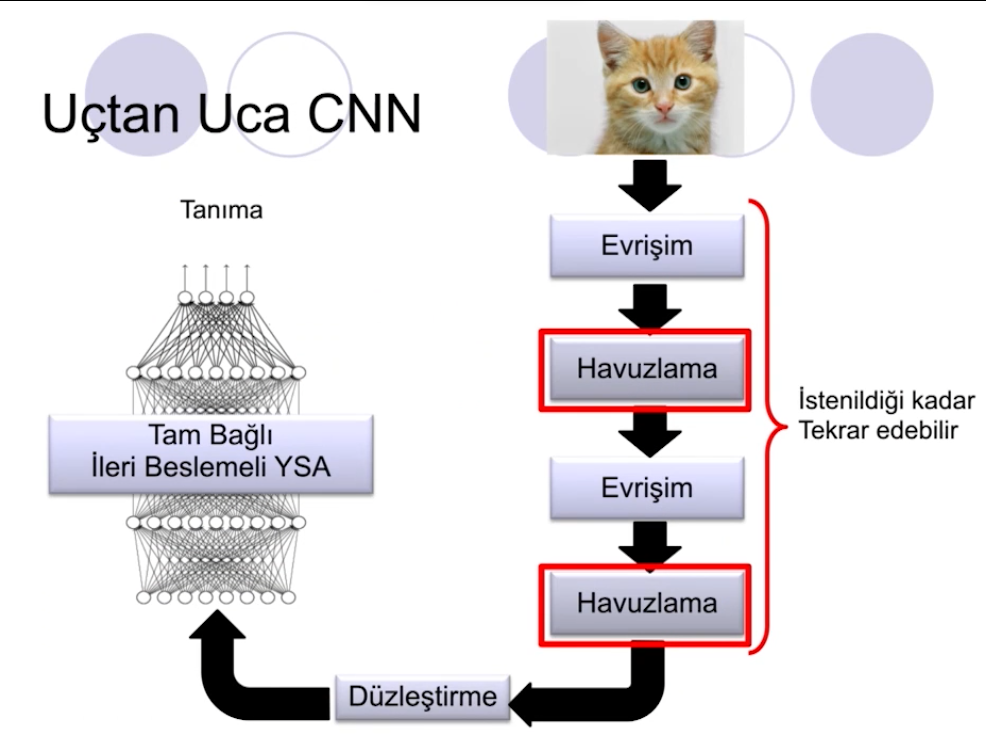 Uçtan Uca CNN
Evrişim
Havuzlama
Evrişim
Havuzlama
İstenildiği kadar
Tekrar edebilir
Düzleştirme
Tam Bağlı
İleri Beslemeli YSA
Tanıma